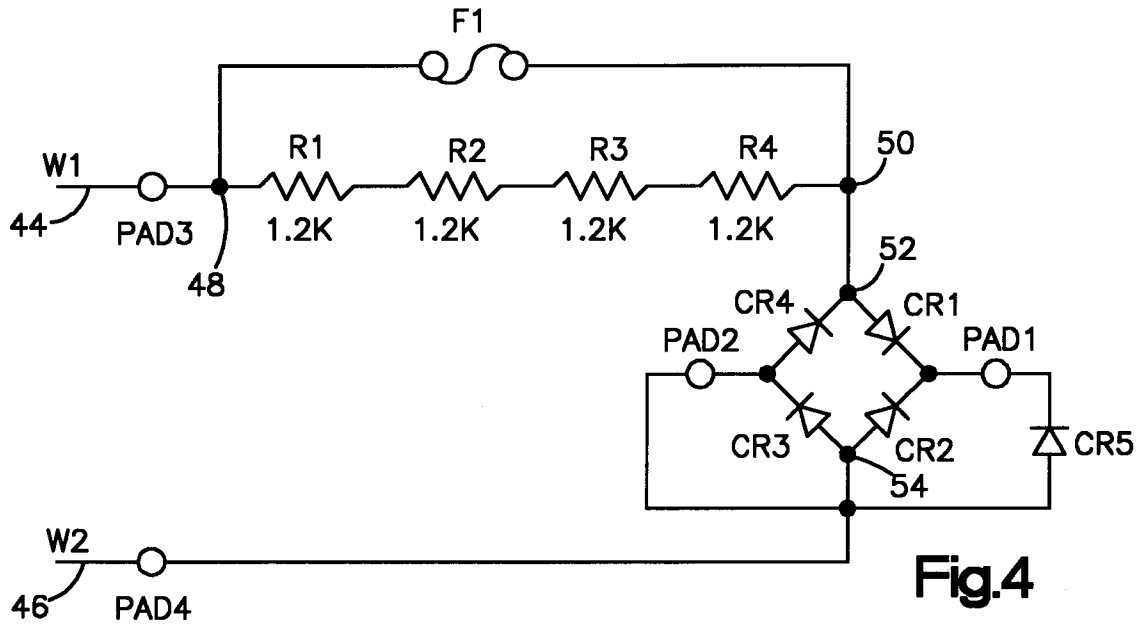 F1
W1
R1 R2 R3 R4
50
44
PAD3
1.2K 1.2K 1.2K 1.2K
48
52
CR4 CR1
PAD2 PAD1
CR3 CR2 CR5
54
W2
46
PAD4
Fig.4